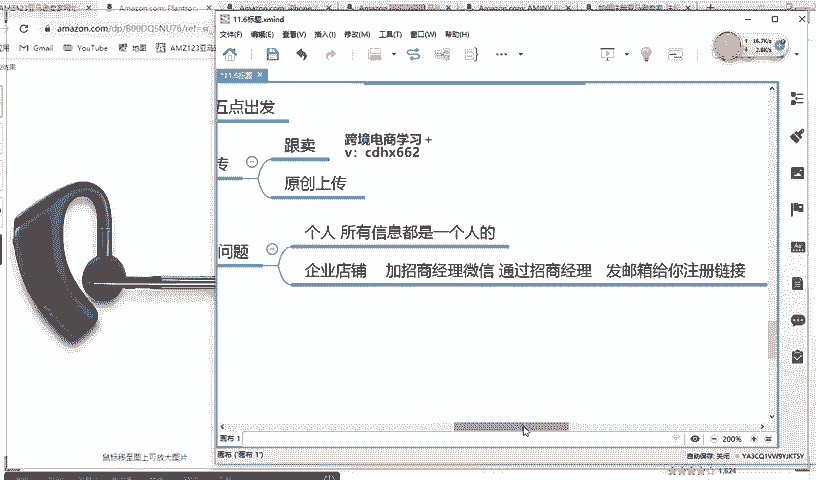 11.6标题.xmind
amazon.com/dp/B00DQ5NU76/ref=sr_
文件(F) 编辑(E) 查看(V) 插入(I) 修改(M) 工具(T) 窗口(W) 帮助(H)
Gmail YouTube 地图 AMZ123亚马
*11.6标题
五点出发
跟卖
跨境电商学习 +
v：cdhx662
传
原创上传
个人 所有信息都是一个人的
问题
企业店铺 加招商经理微信 通过招商经理 发邮箱给你注册链接
画布 1
200%
鼠标移至图上可放大图片
画布 ('画布 1')
自动保存: 关闭
YA3CQ1VW9YJKTSY
1,624